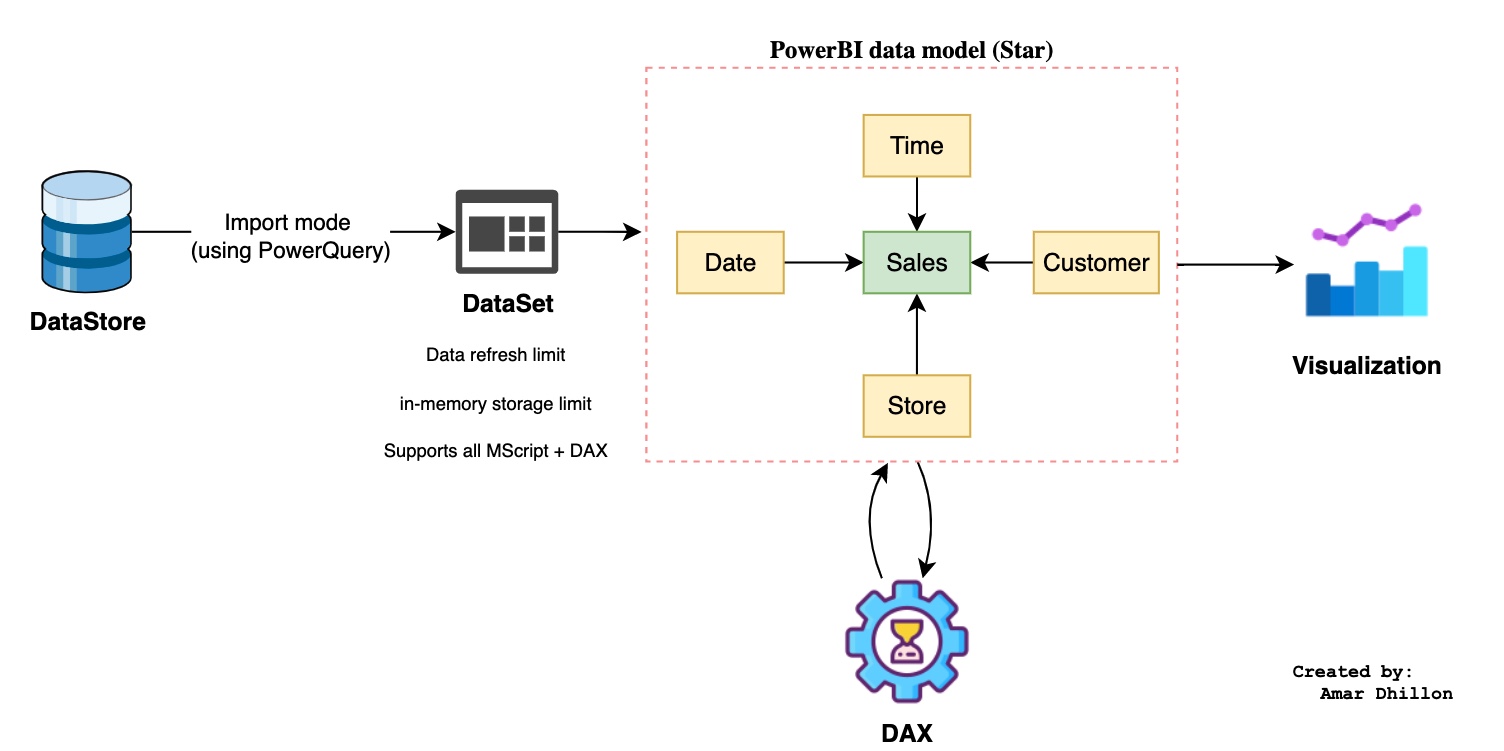 PowerBI data model (Star)
Time
Import mode
(using PowerQuery)
Date
Sales
Customer
DataSet
DataStore
Data refresh limit
Visualization
in-memory storage limit
Store
Supports all MScript + DAX
Created by:
Amar Dhillon
DAX